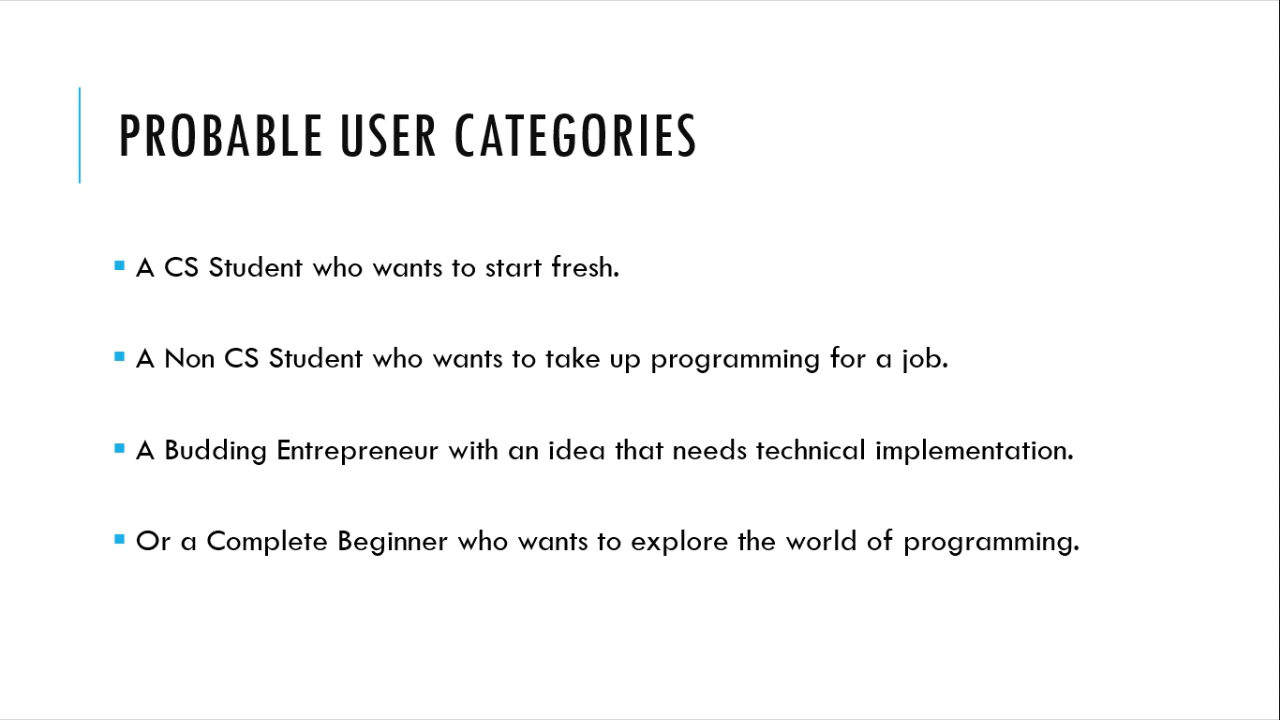 PROBABLE USER CATEGORIES
A CS Student who wants to start fresh.
A Non CS Student who wants to take up programming for a job.
A Budding Entrepreneur with an idea that needs technical implementation.
Or a Complete Beginner who wants to explore the world of programming.